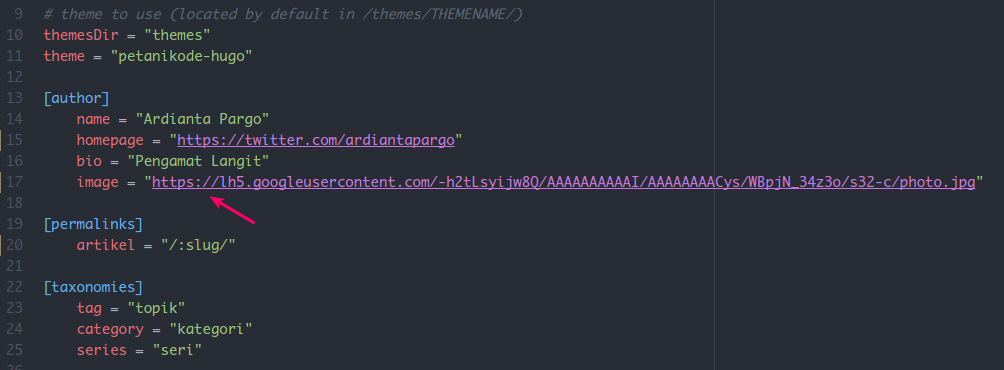 9 # theme to use (located by default in /themes/THEMENAME/)
10 themesDir = "themes"
11 theme = "petanikode-hugo"
12
13 [author]
14 name = "Ardianta Pargo"
15 homepage = "https://twitter.com/ardiantapargo"
16 bio = "Pengamat Langit"
17 image = "https://lh5.googleusercontent.com/-h2tLsyijw8Q/AAAAAAAAAAI/AAAAAAAACys/WBpjN_34z3o/s32-c/photo.jpg"
18
19 [permalinks]
20 artikel = "/:slug/"
21
22 [taxonomies]
23 tag = "topik"
24 category = "kategori"
25 series = "seri"